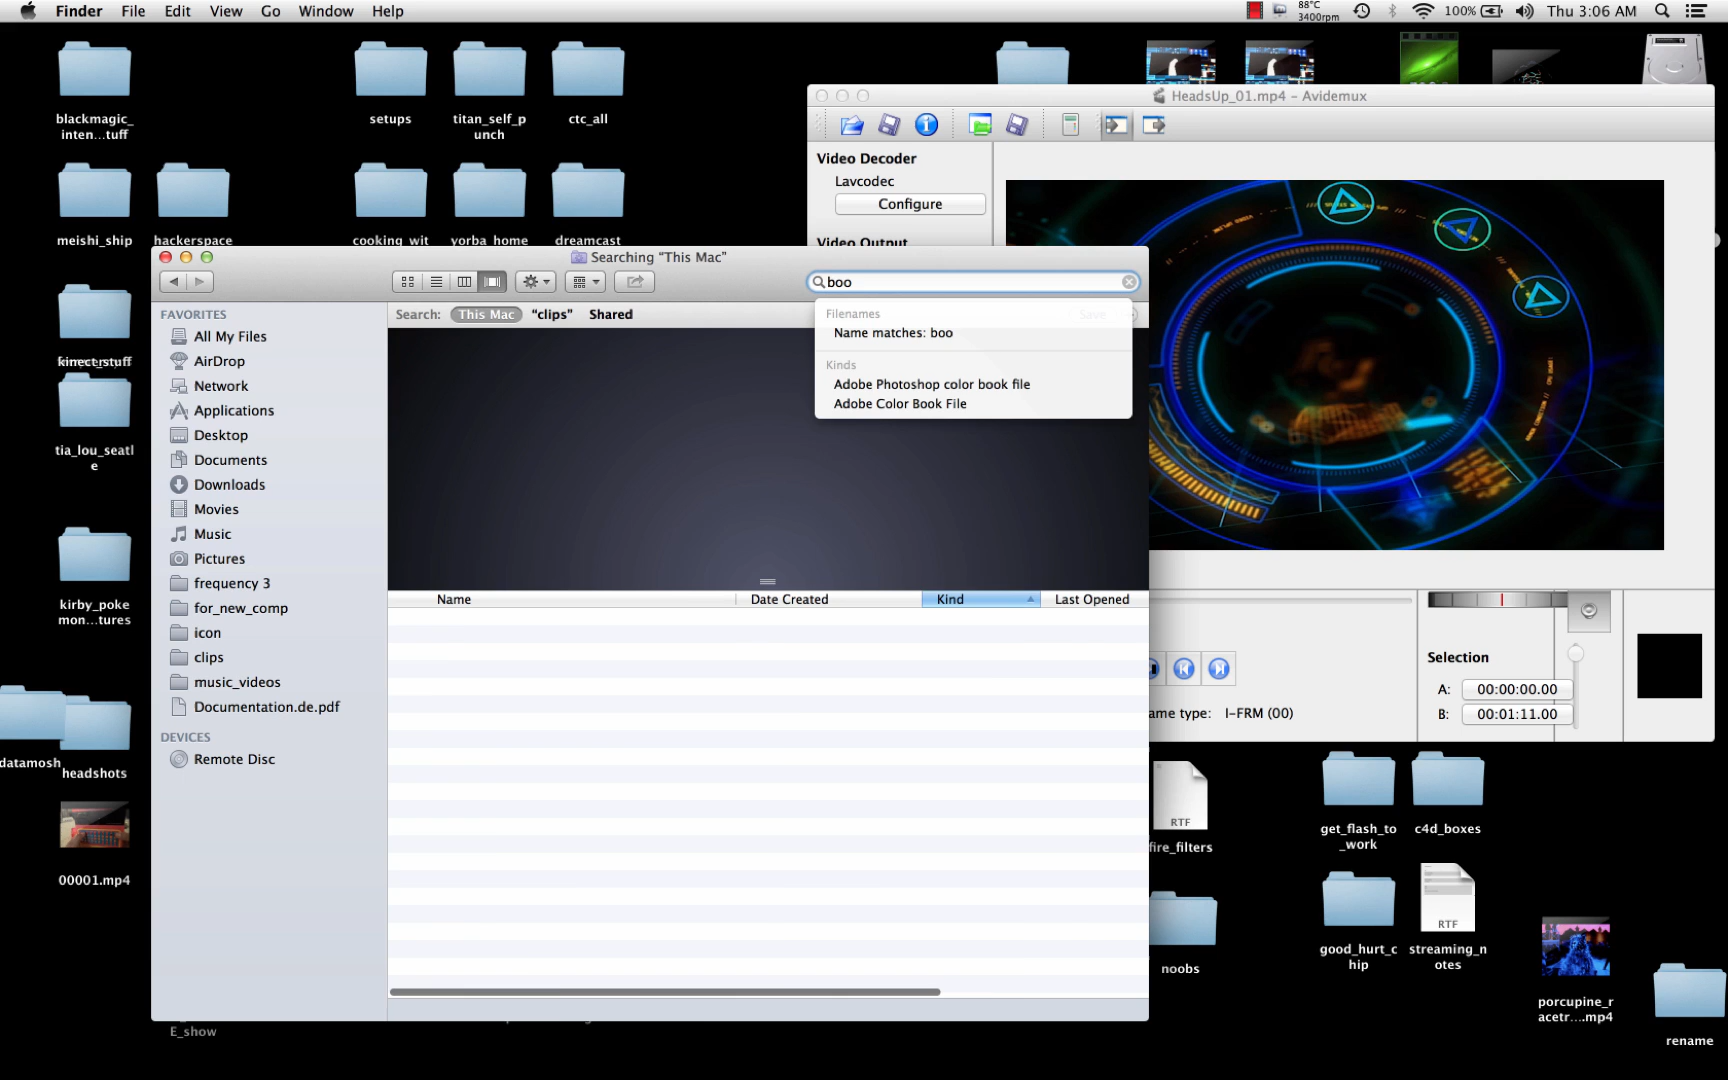 Finder File Edit View Go Window Help
88°C
3400rpm
100%
Thu 3:06 AM
blackmagic_
inten...tuff
setups
titan_self_p
unch
ctc_all
meishi_ship
hackerspace
cooking_wit
yorba_home
dreamcast
tia_lou_seatl
e
kirby_poke
mon...tures
datamosh
headshots
00001.mp4
E_show
HeadsUp_01.mp4 – Avidemux
Video Decoder
Lavcodec
Configure
Video Output
Searching “This Mac”
boo
Search: This Mac “clips” Shared
Save
Filenames
Name matches: boo
Kinds
Adobe Photoshop color book file
Adobe Color Book File
FAVORITES
All My Files
AirDrop
Network
Applications
Desktop
Documents
Downloads
Movies
Music
Pictures
frequency 3
for_new_comp
icon
clips
music_videos
Documentation.de.pdf
DEVICES
Remote Disc
Name Date Created Kind Last Opened
Selection
A: 00:00:00.00
B: 00:01:11.00
ame type: I-FRM (00)
RTF
fire_filters
get_flash_to
_work
c4d_boxes
noobs
good_hurt_c
hip
RTF
streaming_n
otes
porcupine_r
acetr....mp4
rename